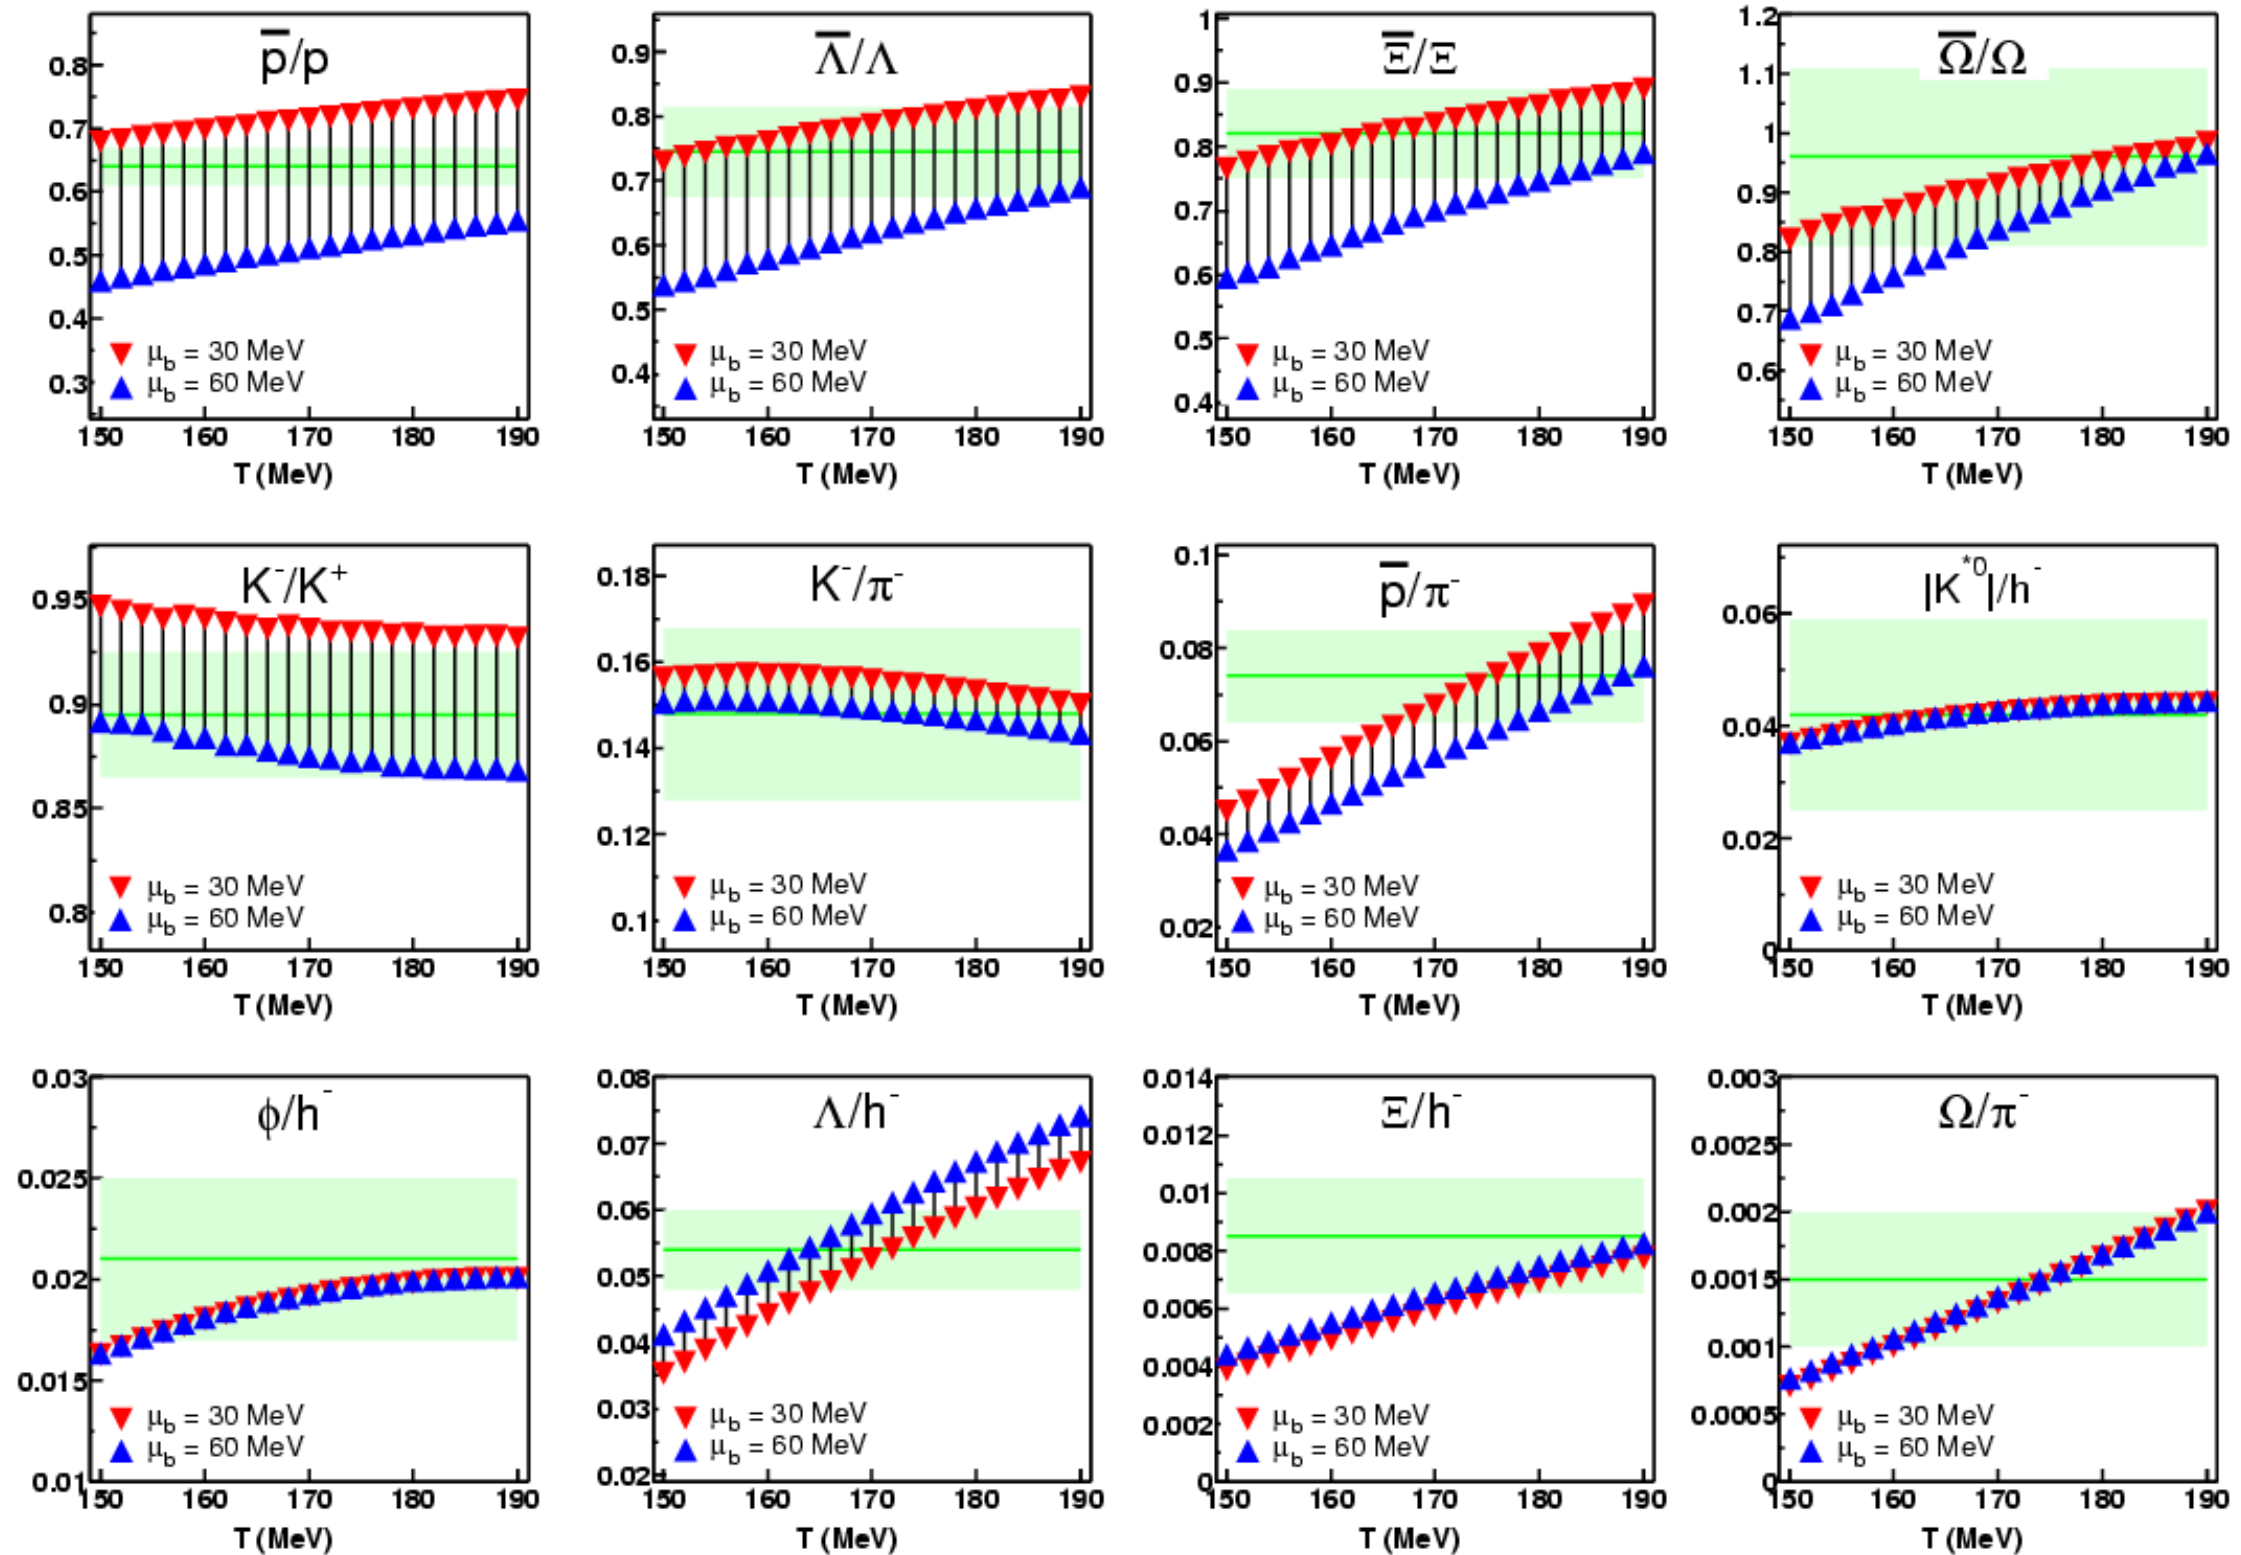 p̅/p
0.8
0.7
0.6
0.5
0.4
0.3
μb = 30 MeV
μb = 60 MeV
150 160 170 180 190
T (MeV)
Λ̅/Λ
0.9
0.8
0.7
0.6
0.5
0.4
μb = 30 MeV
μb = 60 MeV
150 160 170 180 190
T (MeV)
Ξ̅/Ξ
1
0.9
0.8
0.7
0.6
0.5
0.4
μb = 30 MeV
μb = 60 MeV
150 160 170 180 190
T (MeV)
Ω̅/Ω
1.2
1.1
1
0.9
0.8
0.7
0.6
μb = 30 MeV
μb = 60 MeV
150 160 170 180 190
T (MeV)
K⁻/K⁺
0.95
0.9
0.85
0.8
μb = 30 MeV
μb = 60 MeV
150 160 170 180 190
T (MeV)
K⁻/π⁻
0.18
0.16
0.14
0.12
0.1
μb = 30 MeV
μb = 60 MeV
150 160 170 180 190
T (MeV)
p̅/π⁻
0.1
0.08
0.06
0.04
0.02
μb = 30 MeV
μb = 60 MeV
150 160 170 180 190
T (MeV)
|K*⁰|/h⁻
0.06
0.04
0.02
0
μb = 30 MeV
μb = 60 MeV
150 160 170 180 190
T (MeV)
ϕ/h⁻
0.03
0.025
0.02
0.015
0.01
μb = 30 MeV
μb = 60 MeV
150 160 170 180 190
T (MeV)
Λ/h⁻
0.08
0.07
0.06
0.05
0.04
0.03
0.02
μb = 30 MeV
μb = 60 MeV
150 160 170 180 190
T (MeV)
Ξ/h⁻
0.014
0.012
0.01
0.008
0.006
0.004
0.002
0
μb = 30 MeV
μb = 60 MeV
150 160 170 180 190
T (MeV)
Ω/π⁻
0.003
0.0025
0.002
0.0015
0.001
0.0005
0
μb = 30 MeV
μb = 60 MeV
150 160 170 180 190
T (MeV)